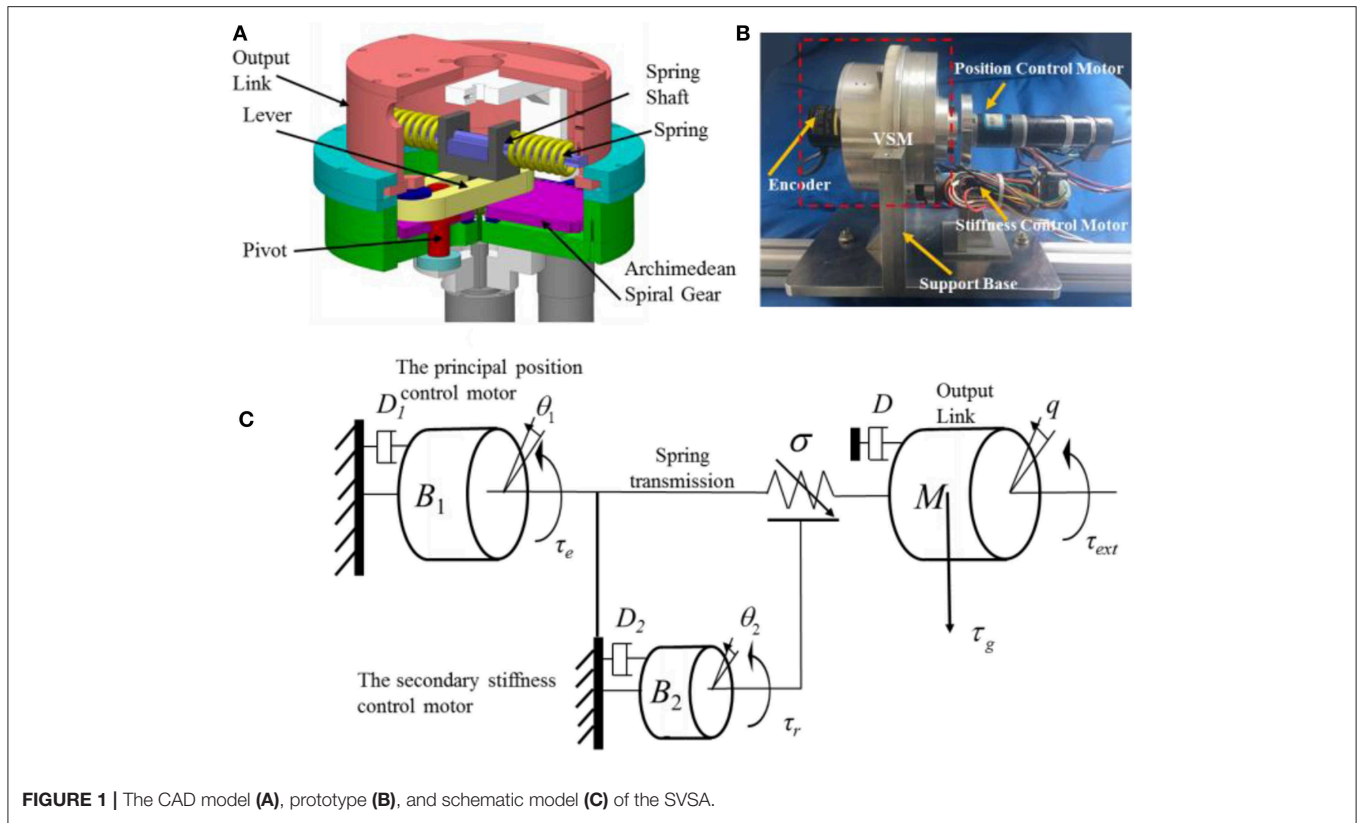 A
Output
Link
Lever
Pivot
Spring
Shaft
Spring
Archimedean
Spiral Gear
B
Position Control Motor
VSM
Encoder
Stiffness Control Motor
Support Base
C
The principal position
control motor
D₁
θ₁
B₁
τₑ
Spring
transmission
σ
D
Output
Link
q
M
τ_ext
τ_g
The secondary stiffness
control motor
D₂
θ₂
B₂
τᵣ
FIGURE 1 | The CAD model (A), prototype (B), and schematic model (C) of the SVSA.